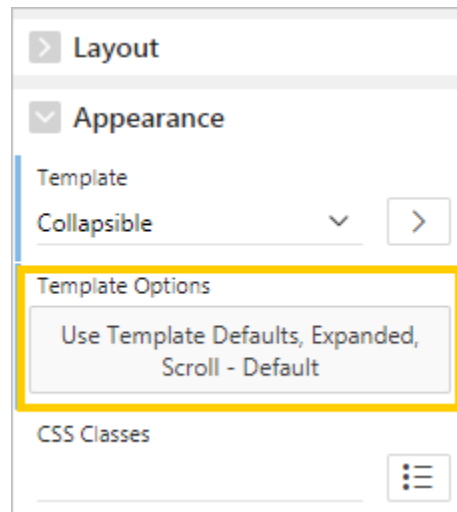 Layout
Appearance
Template
Collapsible
Template Options
Use Template Defaults, Expanded,
Scroll - Default
CSS Classes